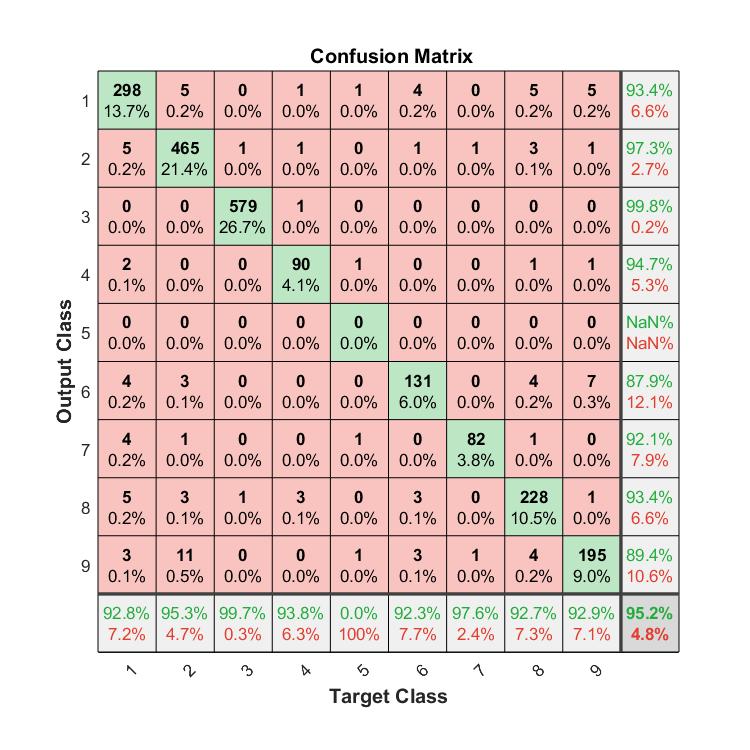 Confusion Matrix
1 298 5 0 1 1 4 0 5 5 93.4%
13.7% 0.2% 0.0% 0.0% 0.0% 0.2% 0.0% 0.2% 0.2% 6.6%
2 5 465 1 1 0 1 1 3 1 97.3%
0.2% 21.4% 0.0% 0.0% 0.0% 0.0% 0.0% 0.1% 0.0% 2.7%
3 0 0 579 1 0 0 0 0 0 99.8%
0.0% 0.0% 26.7% 0.0% 0.0% 0.0% 0.0% 0.0% 0.0% 0.2%
4 2 0 0 90 1 0 0 1 1 94.7%
0.1% 0.0% 0.0% 4.1% 0.0% 0.0% 0.0% 0.0% 0.0% 5.3%
5 0 0 0 0 0 0 0 0 0 NaN%
0.0% 0.0% 0.0% 0.0% 0.0% 0.0% 0.0% 0.0% 0.0% NaN%
6 4 3 0 0 0 131 0 4 7 87.9%
0.2% 0.1% 0.0% 0.0% 0.0% 6.0% 0.0% 0.2% 0.3% 12.1%
7 4 1 0 0 1 0 82 1 0 92.1%
0.2% 0.0% 0.0% 0.0% 0.0% 0.0% 3.8% 0.0% 0.0% 7.9%
8 5 3 1 3 0 3 0 228 1 93.4%
0.2% 0.1% 0.0% 0.1% 0.0% 0.1% 0.0% 10.5% 0.0% 6.6%
9 3 11 0 0 1 3 1 4 195 89.4%
0.1% 0.5% 0.0% 0.0% 0.0% 0.1% 0.0% 0.2% 9.0% 10.6%
92.8% 95.3% 99.7% 93.8% 0.0% 92.3% 97.6% 92.7% 92.9% 95.2%
7.2% 4.7% 0.3% 6.3% 100% 7.7% 2.4% 7.3% 7.1% 4.8%
1 2 3 4 5 6 7 8 9
Target Class
Output Class